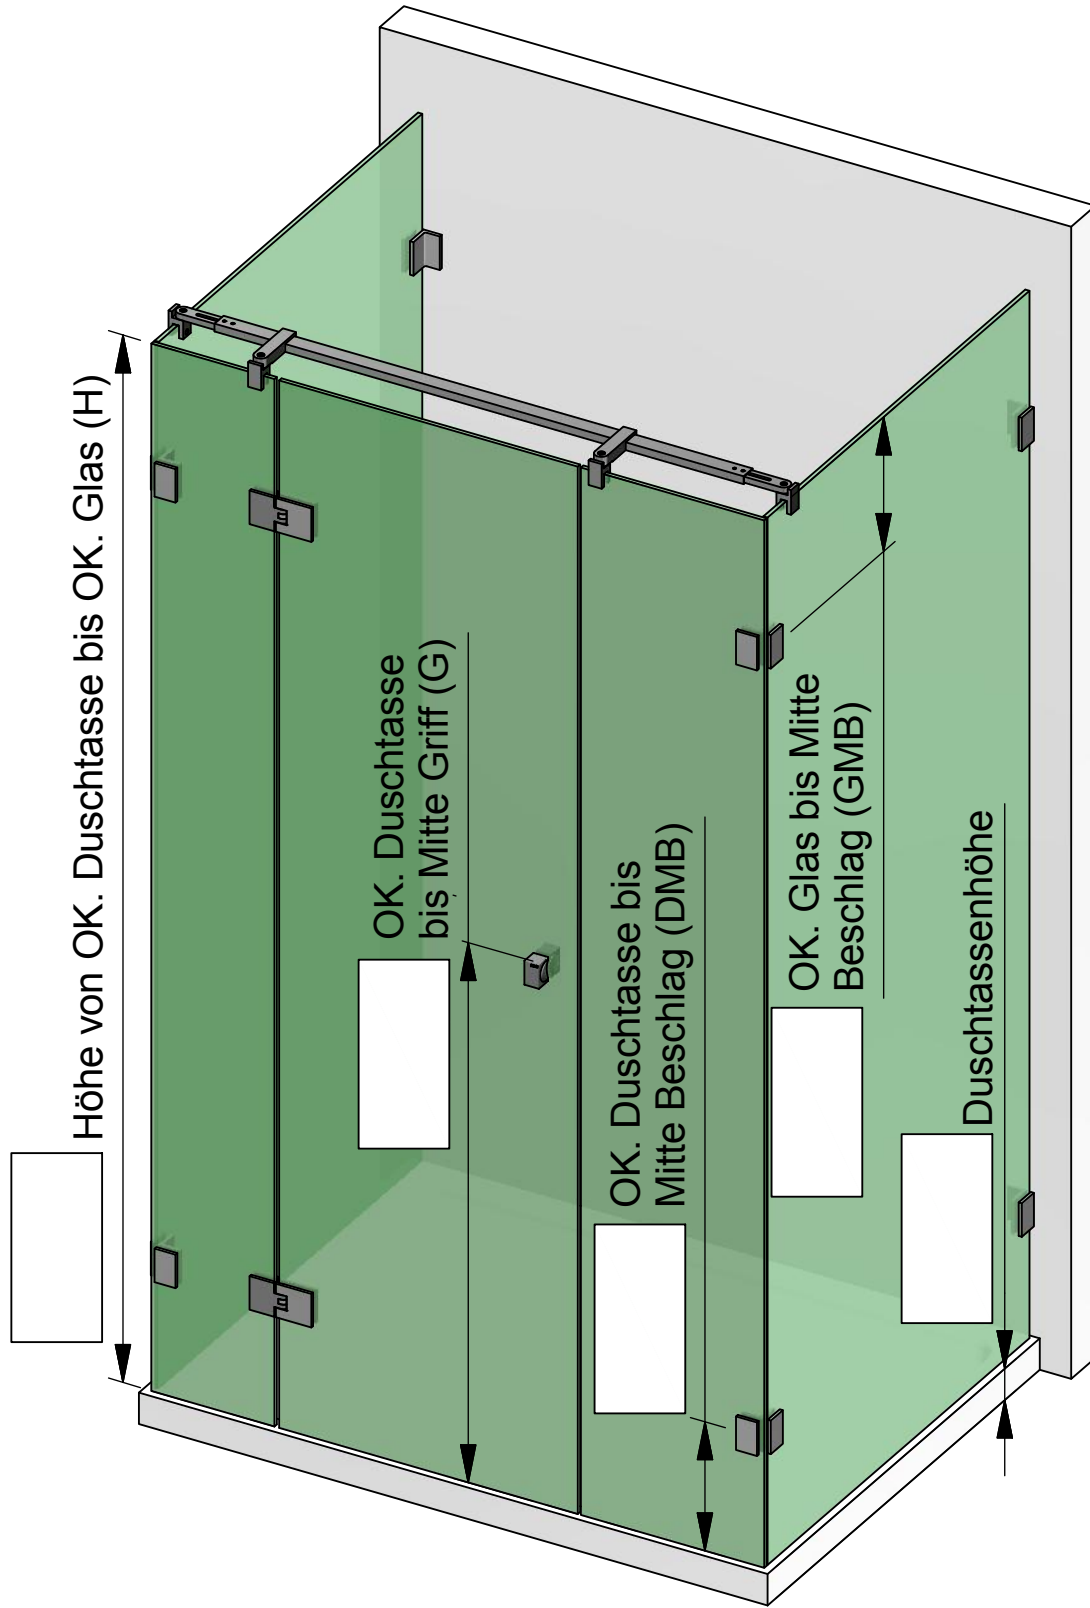 Höhe von OK. Duschtasse bis OK. Glas (H)
OK. Duschtasse
bis Mitte Griff (G)
OK. Duschtasse bis
Mitte Beschlag (DMB)
OK. Glas bis Mitte
Beschlag (GMB)
Duschtassenhöhe